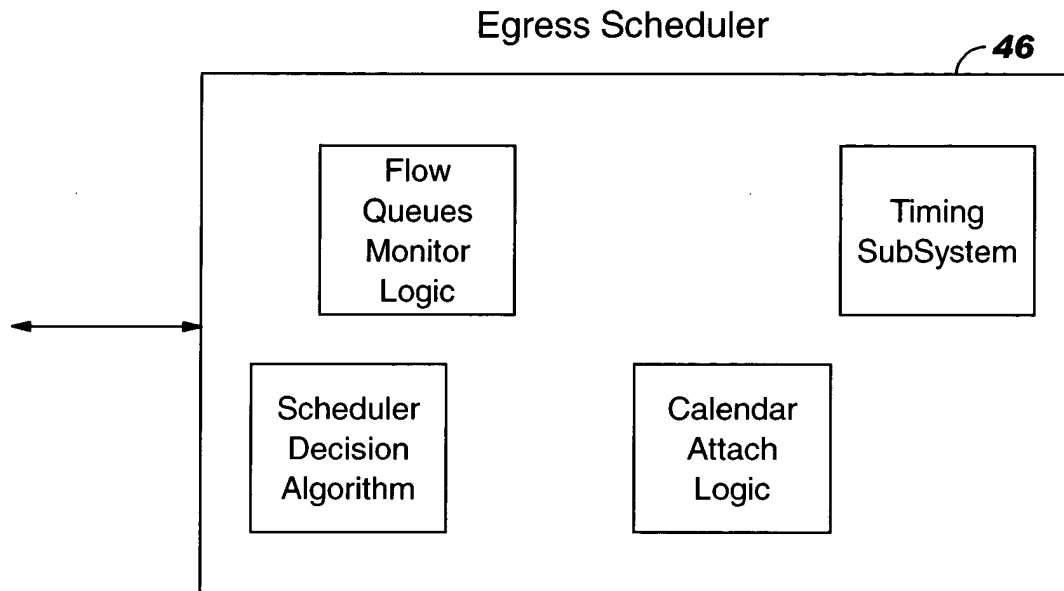 Egress Scheduler
46
Flow
Queues
Monitor
Logic
Timing
SubSystem
Scheduler
Decision
Algorithm
Calendar
Attach
Logic